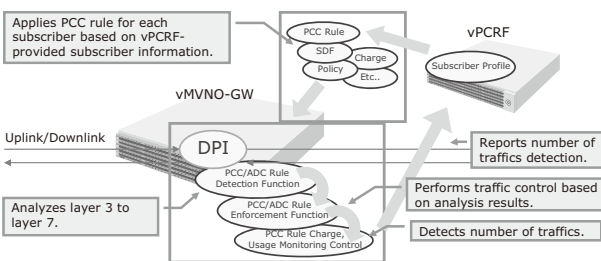 Applies PCC rule for each
subscriber based on vPCRF-
provided subscriber information.
PCC Rule
SDF
Policy
Charge
Etc..
vPCRF
Subscriber Profile
vMVNO-GW
Uplink/Downlink
DPI
PCC/ADC Rule
Detection Function
PCC/ADC Rule
Enforcement Function
PCC Rule Charge,
Usage Monitoring Control
Reports number of
traffics detection.
Performs traffic control based
on analysis results.
Detects number of traffics.
Analyzes layer 3 to
layer 7.